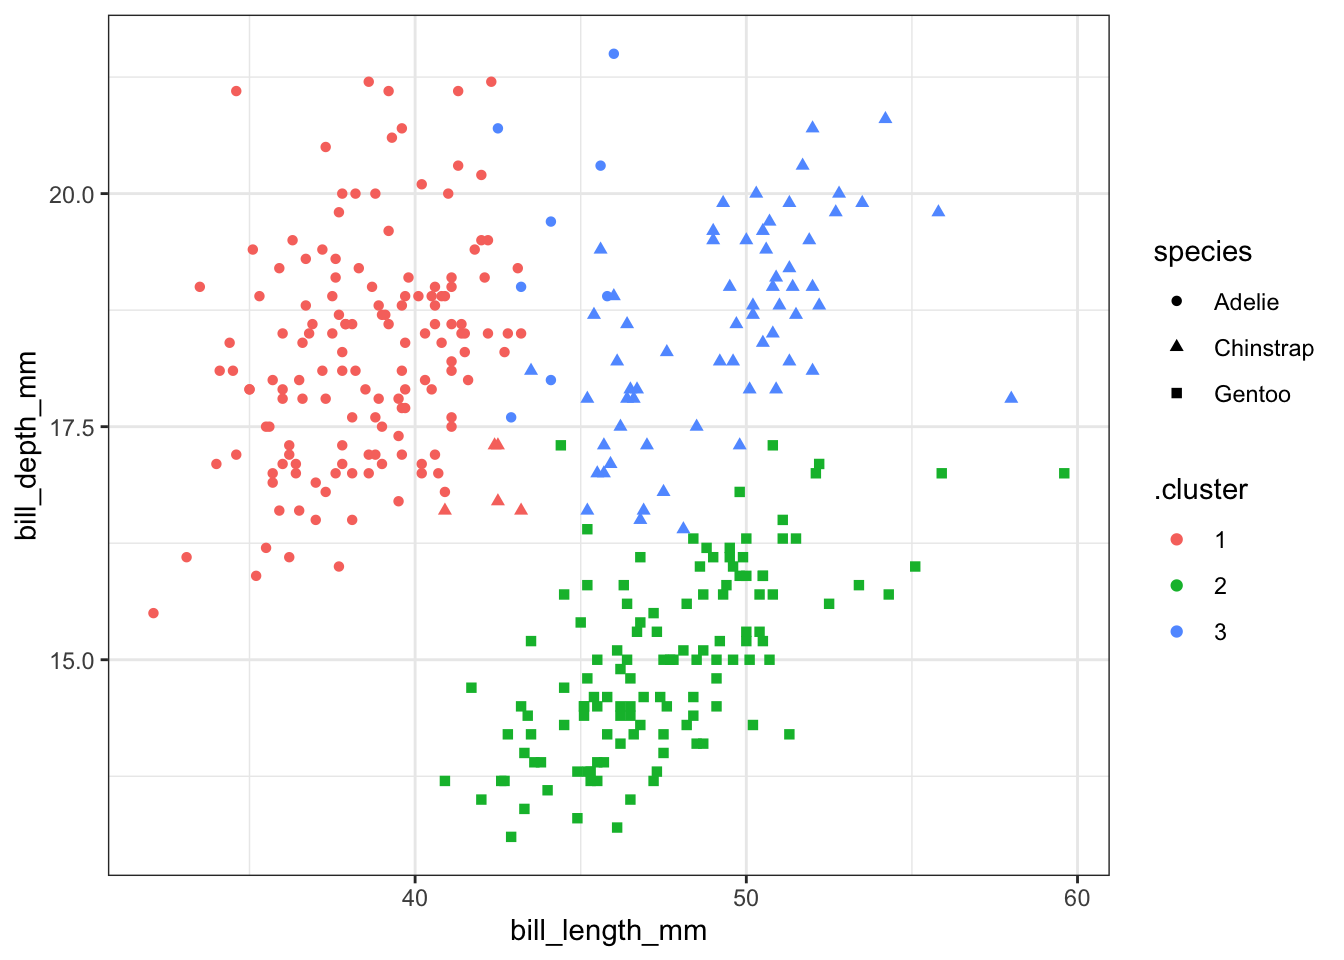 20.0
17.5
15.0
bill_depth_mm
40
50
60
bill_length_mm
species
Adelie
Chinstrap
Gentoo
.cluster
1
2
3